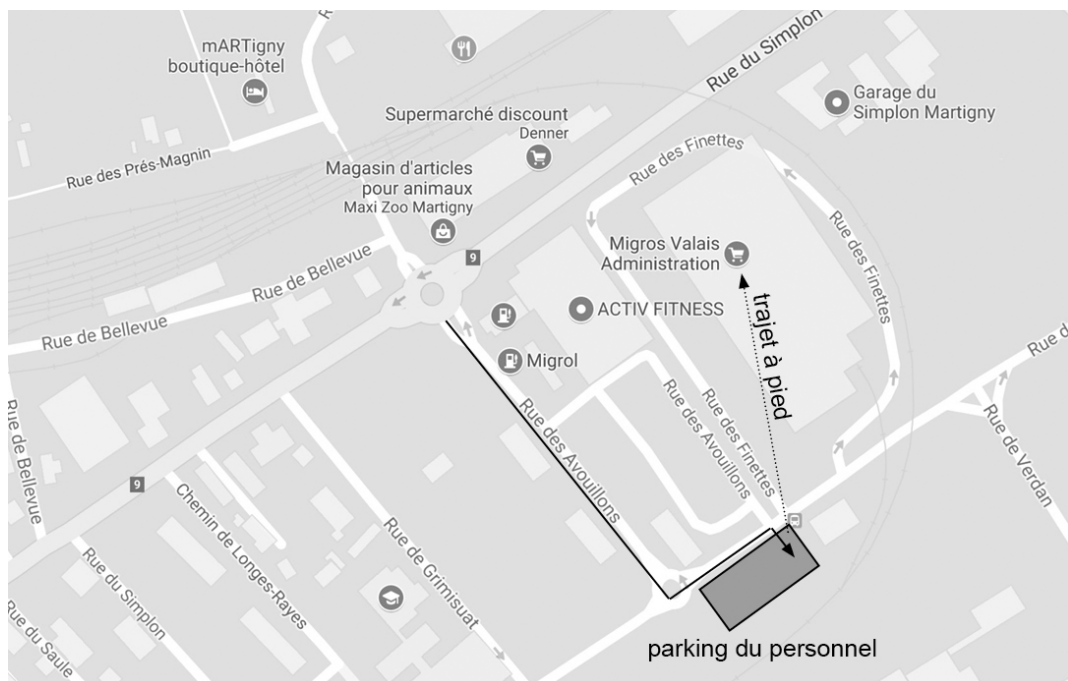 mARTigny
boutique-hôtel
Rue du Simplon
Garage du
Simplon Martigny
Supermarché discount
Denner
Rue des Prés-Magnin
Rue des Finettes
Magasin d'articles
pour animaux
Maxi Zoo Martigny
Rue de Bellevue
9
Migros Valais
Administration
Rue des Finettes
Rue de Bellevue
ACTIV FITNESS
trajet à pied
Migrol
Rue d
Rue de Bellevue
Rue des Avouillons
Rue des Finettes
Rue des Avouillons
Rue de Verdan
9
Chemin de Longes-Rayes
Rue de Grimisuat
Rue du Simplon
Rue du Saule
parking du personnel